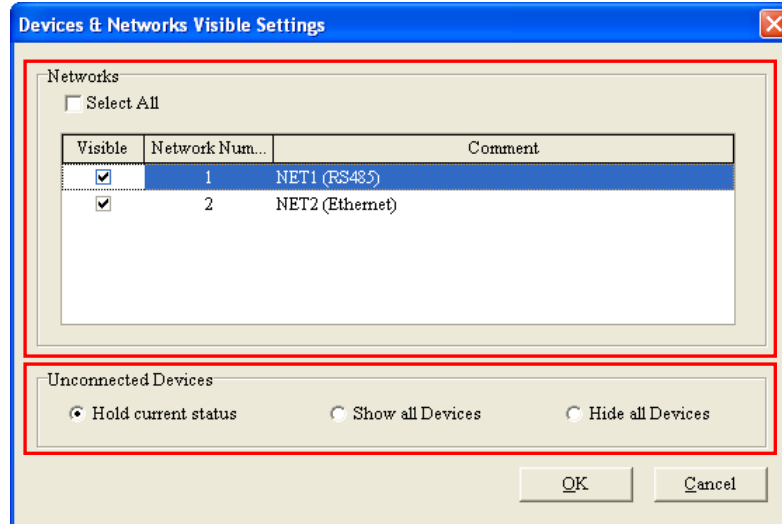 Devices & Networks Visible Settings
Networks
Select All
Visible Network Num... Comment
1 NET1 (RS485)
2 NET2 (Ethernet)
Unconnected Devices
Hold current status Show all Devices Hide all Devices
OK Cancel